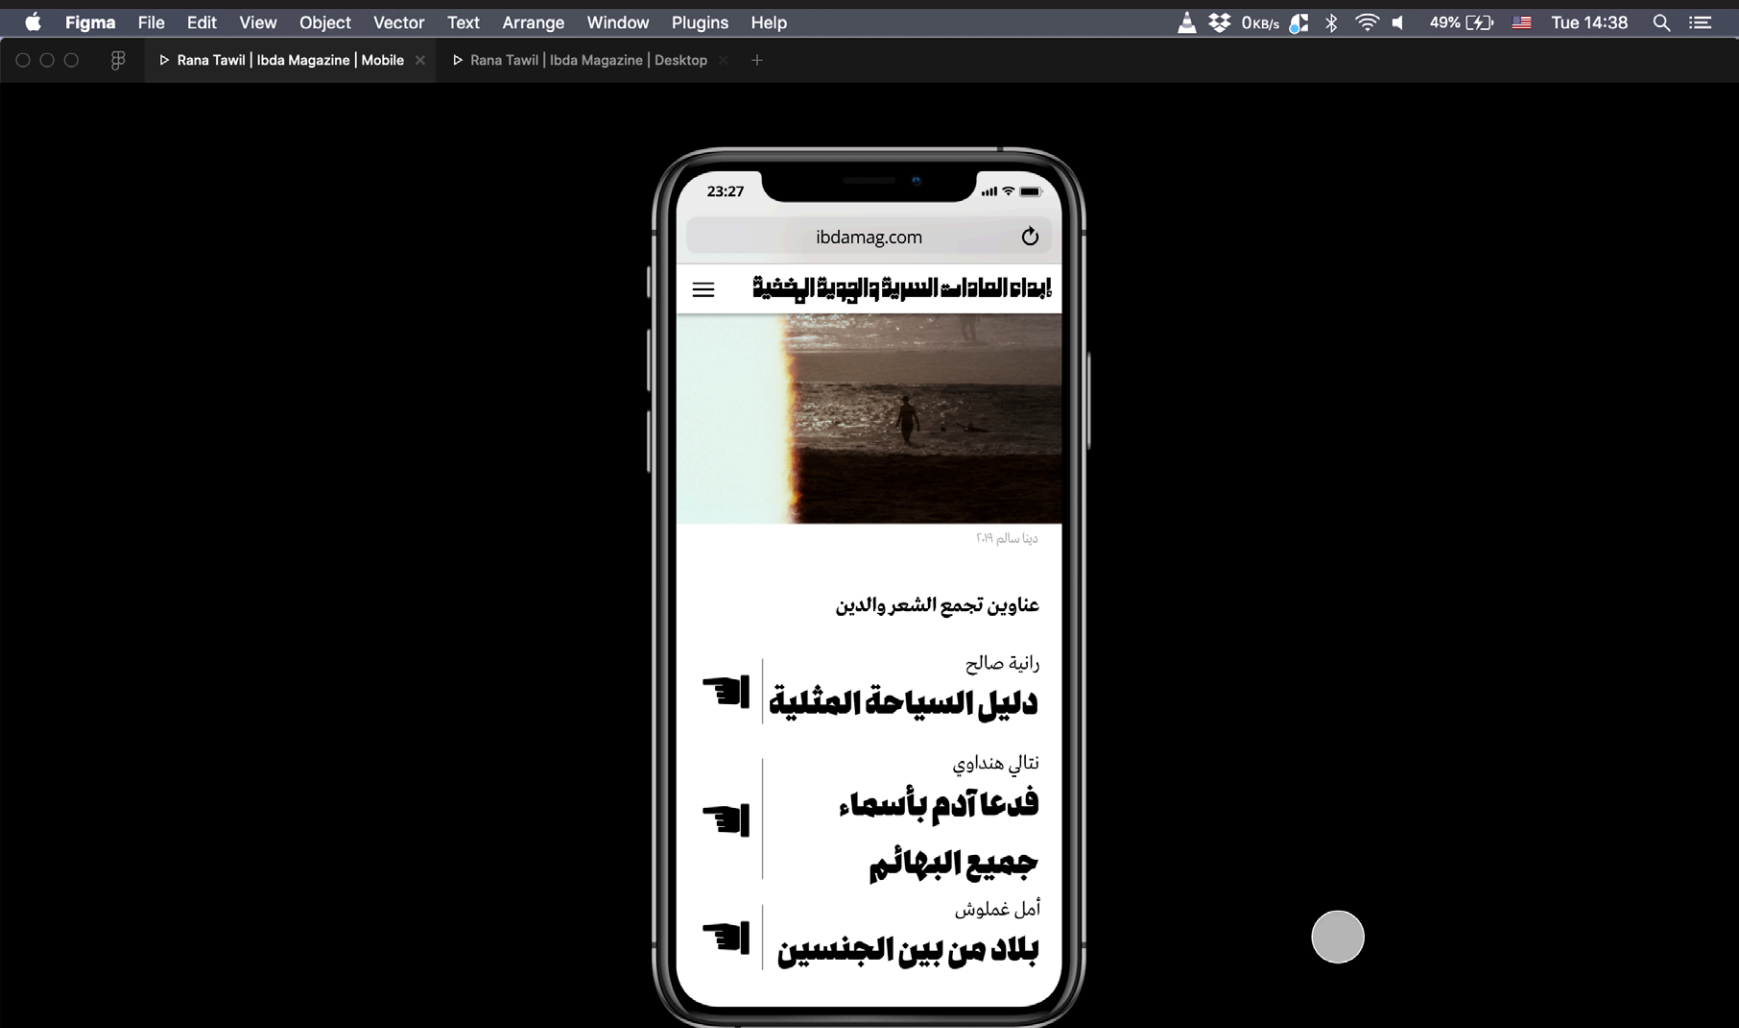 Figma File Edit View Object Vector Text Arrange Window Plugins Help 0KB/s 49% Tue 14:38
Rana Tawil | Ibda Magazine | Mobile Rana Tawil | Ibda Magazine | Desktop
23:27
ibdamag.com
إبداء العادات السرية والجدية المخفية
دينا سالم ٢٠١٩
عناوين تجمع الشعر والدين
رانية صالح
دليل السياحة المثلية
نتالي هنداوي
فدعا آدم بأسماء
جميع البهائم
أمل غملوش
بلاد من بين الجنسين